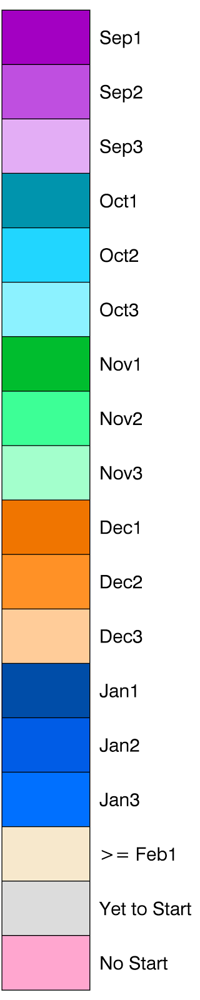 Sep1
Sep2
Sep3
Oct1
Oct2
Oct3
Nov1
Nov2
Nov3
Dec1
Dec2
Dec3
Jan1
Jan2
Jan3
>= Feb1
Yet to Start
No Start